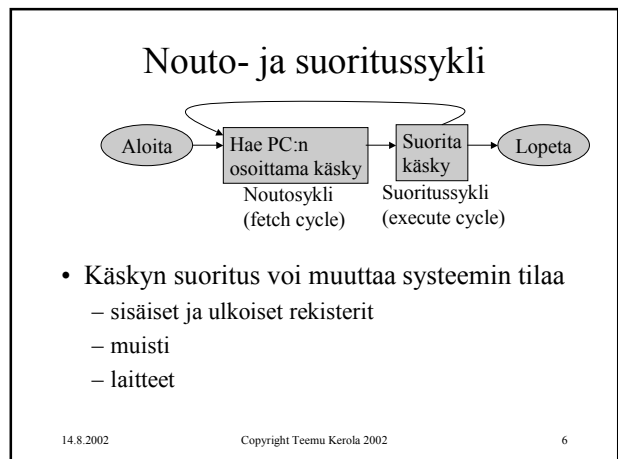 Nouto- ja suoritussykli
Aloita
Hae PC:n
osoittama käsky
Suorita
käsky
Lopeta
Noutosykli
(fetch cycle)
Suoritussykli
(execute cycle)
• Käskyn suoritus voi muuttaa systeemin tilaa
– sisäiset ja ulkoiset rekisterit
– muisti
– laitteet
14.8.2002 Copyright Teemu Kerola 2002 6